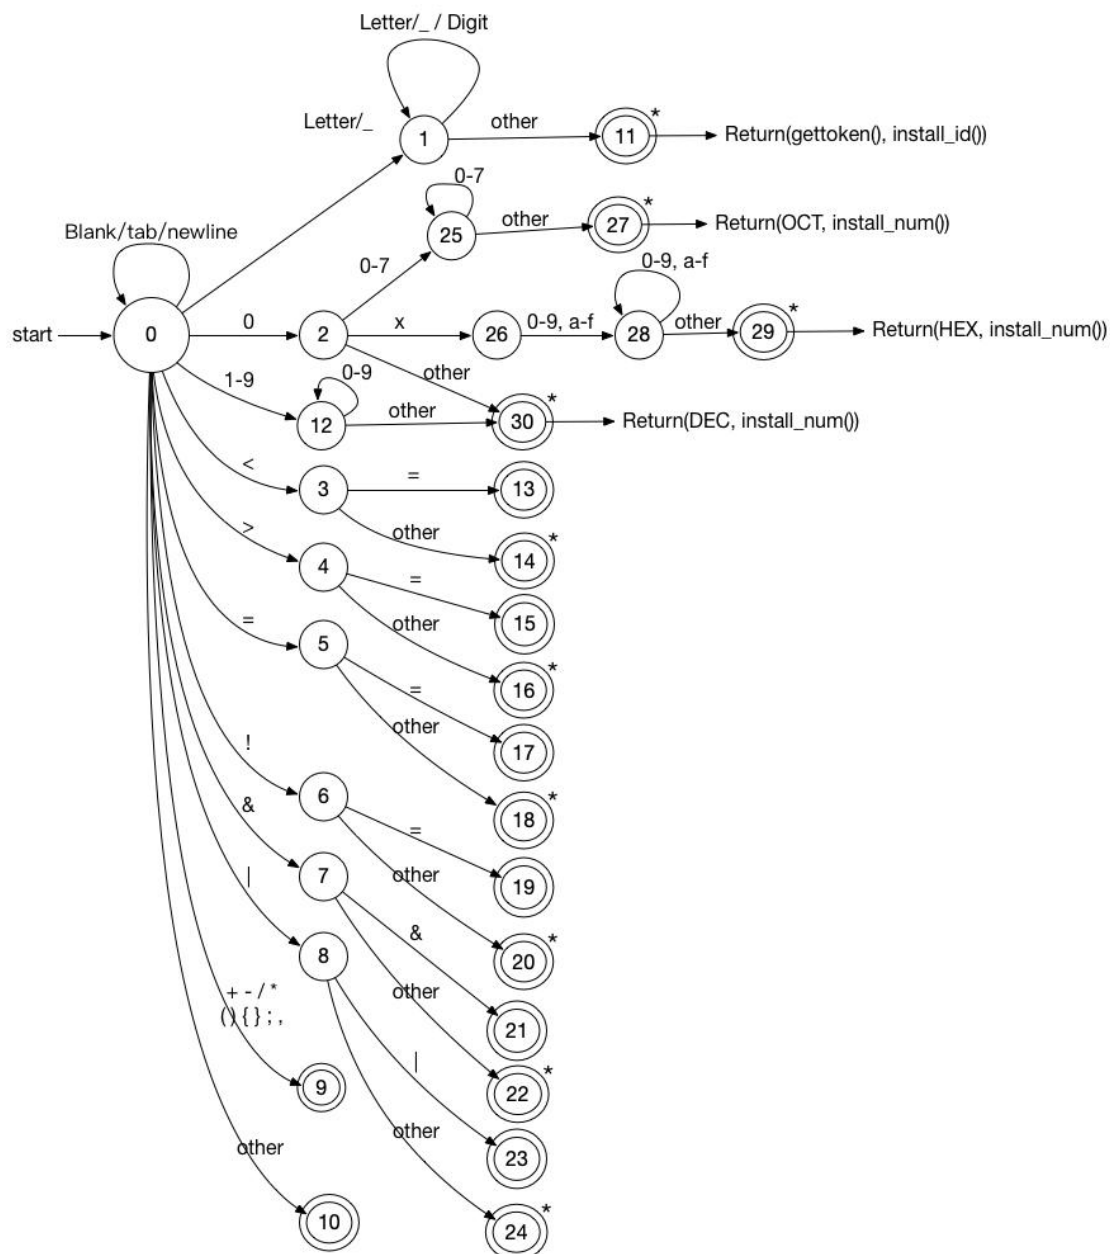 Letter/_ / Digit
Letter/_
1
other
11
*
Return(gettoken(), install_id())
0-7
25
other
27
*
Return(OCT, install_num())
Blank/tab/newline
0-7
0-9, a-f
start
0
0
2
x
26
0-9, a-f
28
other
29
*
Return(HEX, install_num())
1-9
0-9
other
12
other
30
*
Return(DEC, install_num())
<
3
=
13
>
other
14
*
4
=
15
=
other
16
*
5
=
17
other
18
*
!
6
=
19
&
7
other
20
*
|
8
&
21
+ - / *
( ) { } ; ,
other
22
*
9
|
23
other
other
10
24
*